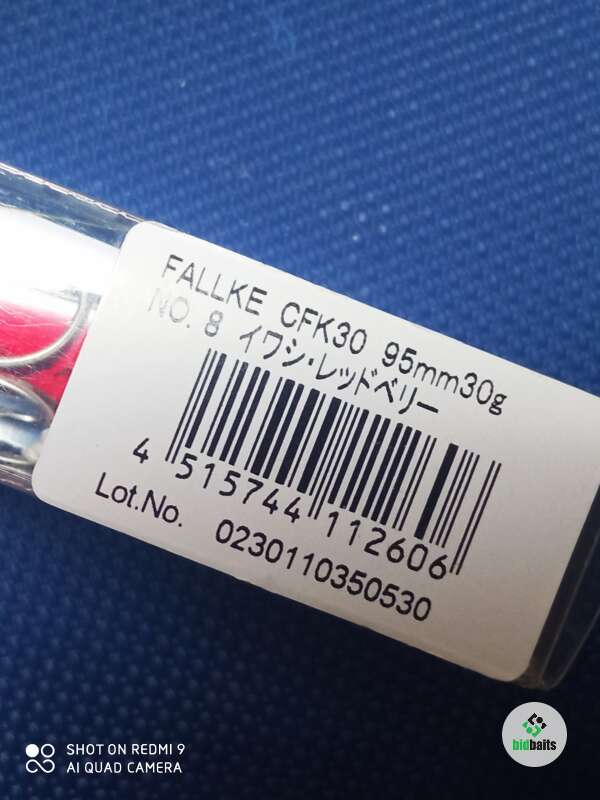 FALLKE CFK30 95mm30g
NO. 8 イワシ・レッドベリー
4 515744 112606
Lot.No. 0230110350530
SHOT ON REDMI 9
AI QUAD CAMERA
bidbaits